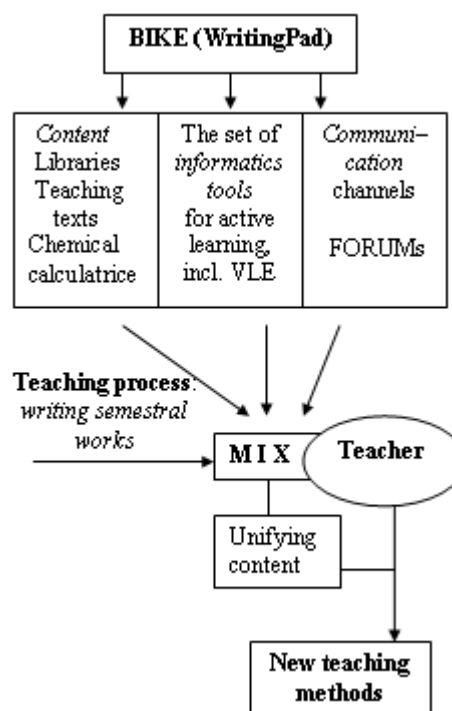 BIKE (WritingPad)
Content
Libraries
Teaching
texts
Chemical
calculatrice
The set of
informatics
tools
for active
learning,
incl. VLE
Communi–
cation
channels
FORUMs
Teaching process:
writing semestral
works
M I X
Teacher
Unifying
content
New teaching
methods